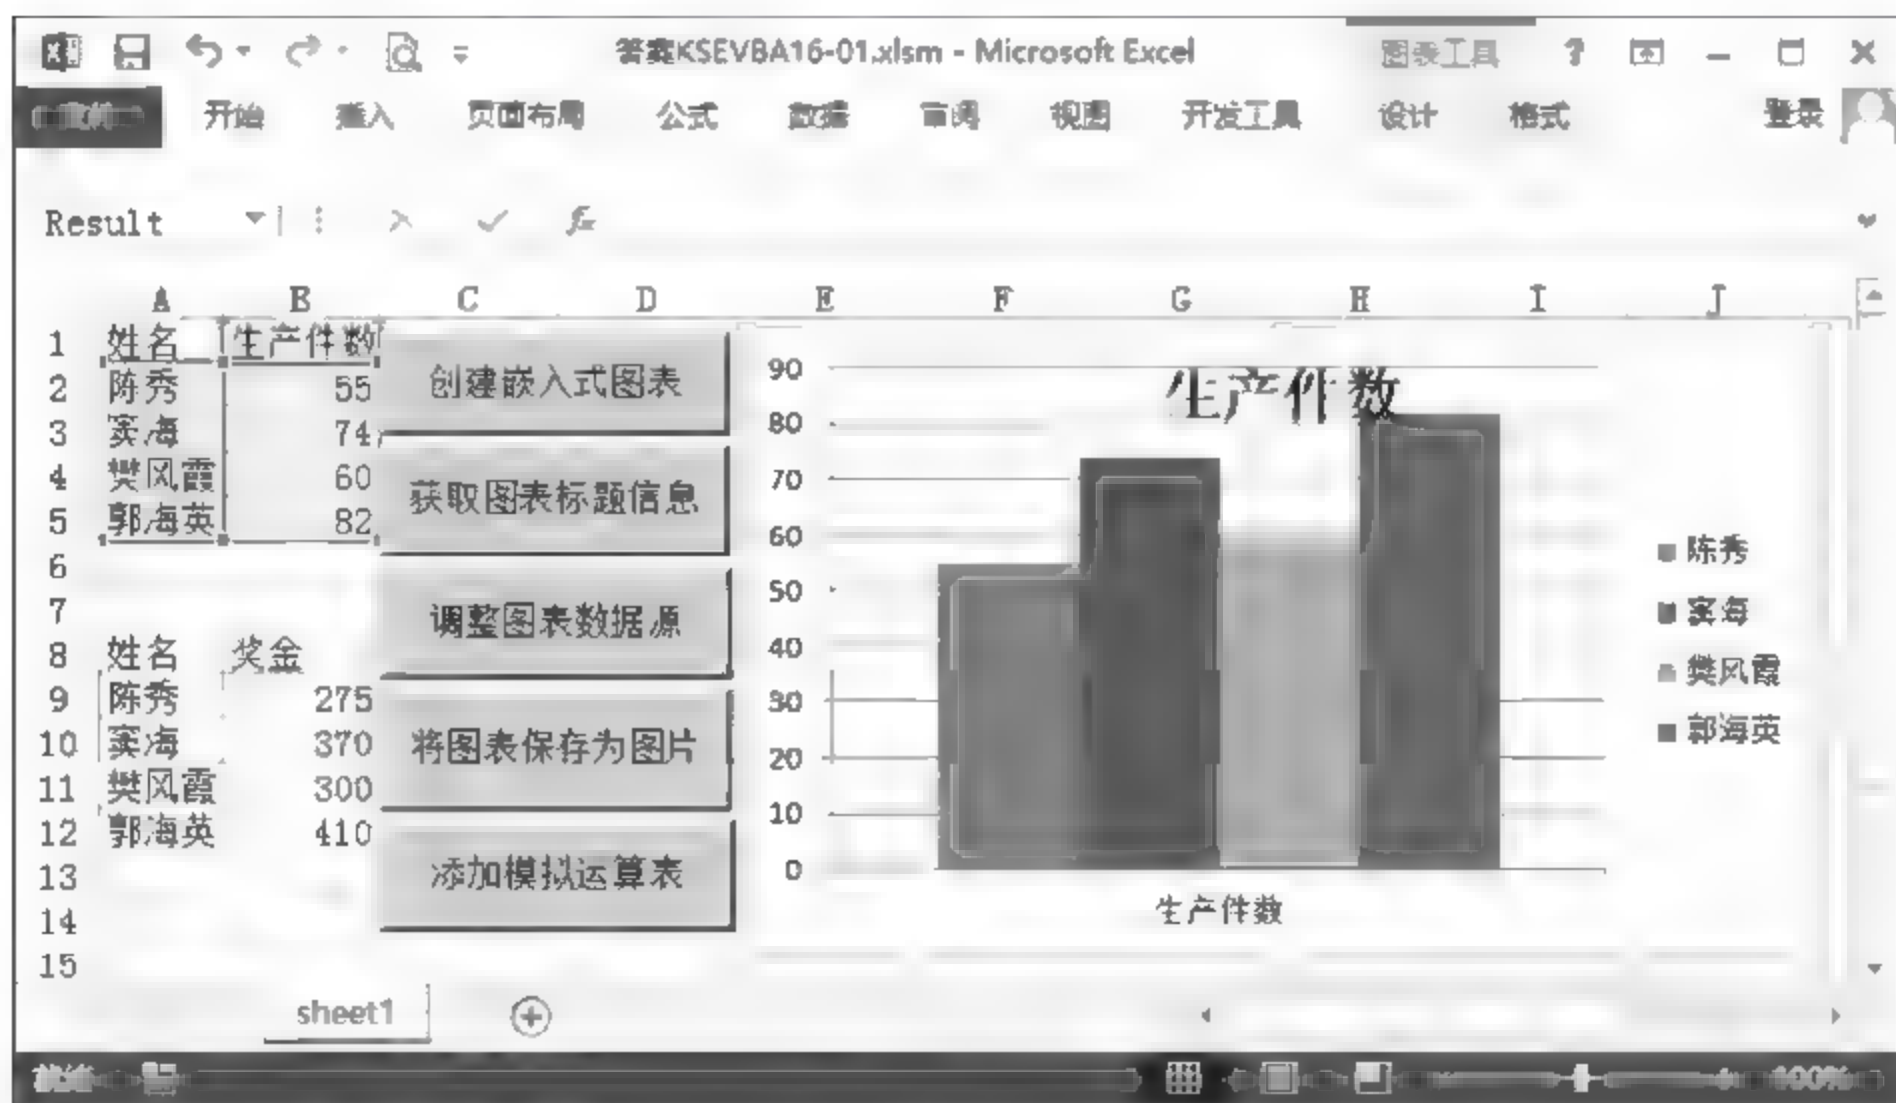 答案KSEVBA16-01.xlsm - Microsoft Excel 图表工具 ?
文件 开始 插入 页面布局 公式 数据 审阅 视图 开发工具 设计 格式 登录
Result fx
A B C D E F G H I J
1 姓名 生产件数
2 陈秀 55
3 窦海 74
4 樊风霞 60
5 郭海英 82
6
7
8 姓名 奖金
9 陈秀 275
10 窦海 370
11 樊风霞 300
12 郭海英 410
13
14
15
创建嵌入式图表
获取图表标题信息
调整图表数据源
将图表保存为图片
添加模拟运算表
生产件数
90
80
70
60
50
40
30
20
10
0
生产件数
陈秀
窦海
樊风霞
郭海英
sheet1
就绪 100%